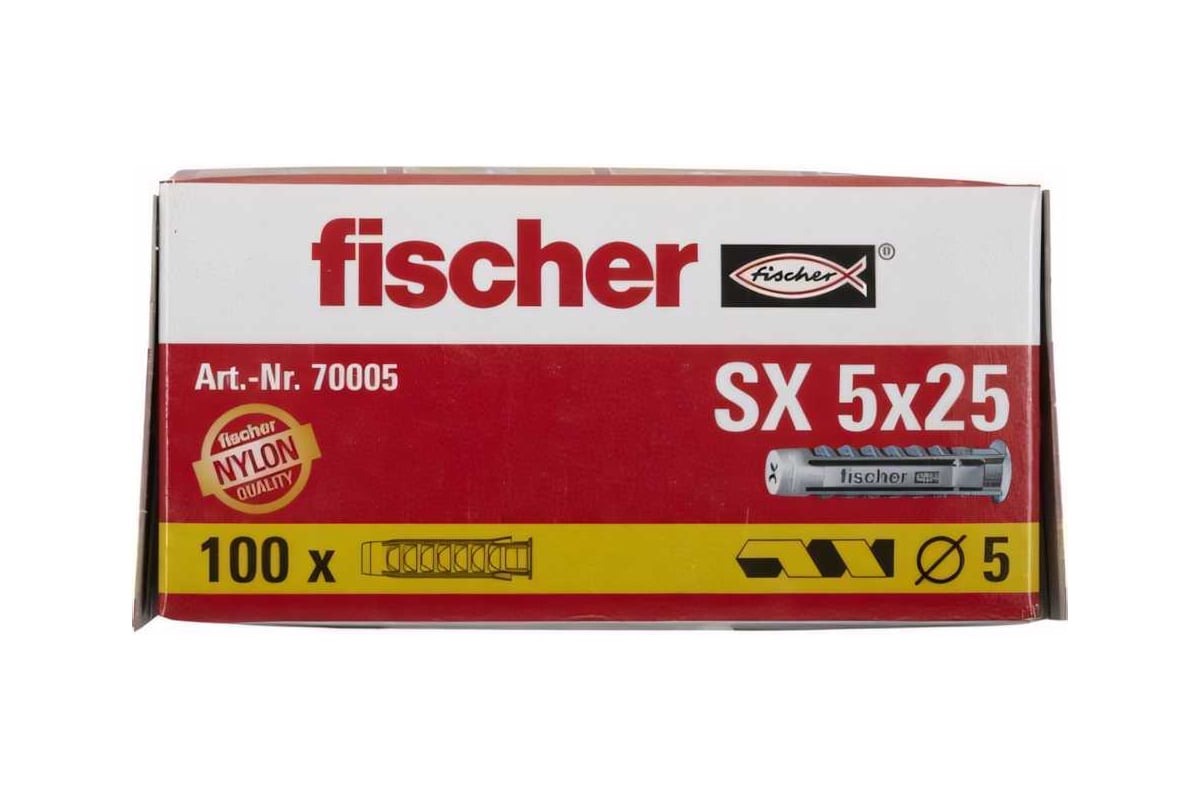 fischer
fischer ®
Art.-Nr. 70005
SX 5x25
fischer
NYLON
QUALITY
fischer
100 x
Ø 5